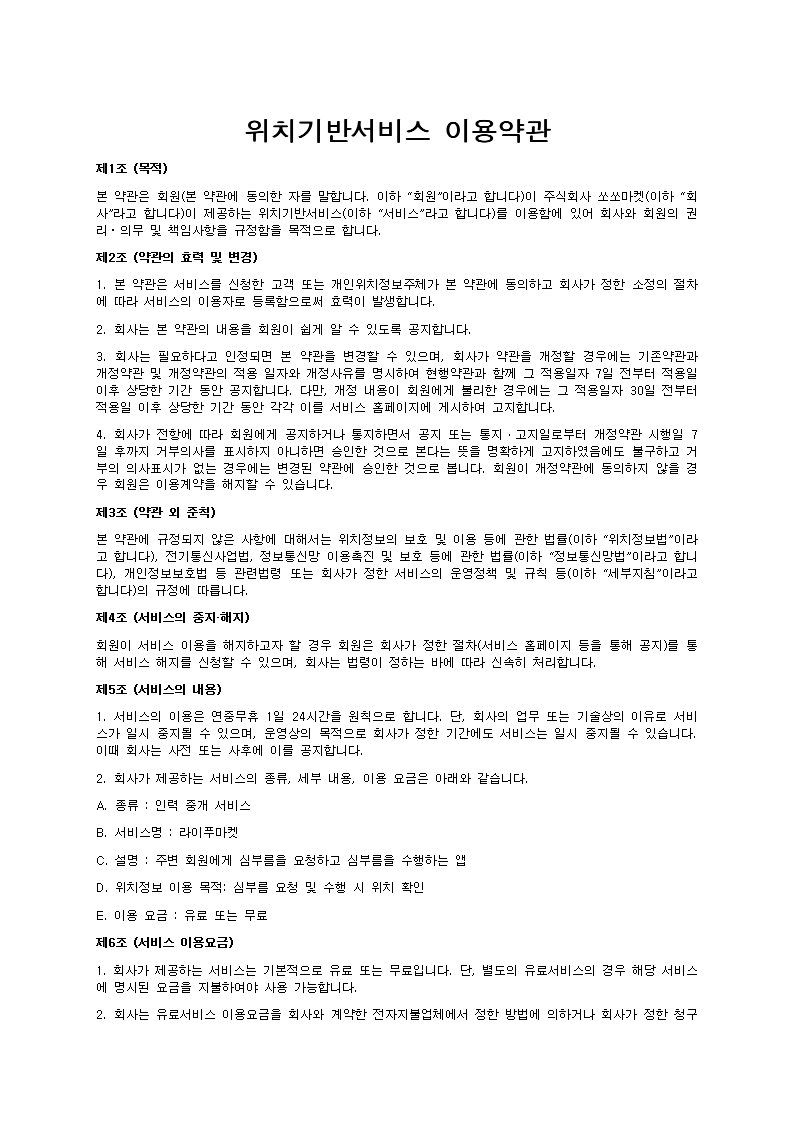 위치기반서비스 이용약관
제1조 (목적)
본 약관은 회원(본 약관에 동의한 자를 말합니다. 이하 “회원”이라고 합니다)이 주식회사 쏘쏘마켓(이하 “회
사”라고 합니다)이 제공하는 위치기반서비스(이하 “서비스”라고 합니다)를 이용함에 있어 회사와 회원의 권
리·의무 및 책임사항을 규정함을 목적으로 합니다.
제2조 (약관의 효력 및 변경)
1. 본 약관은 서비스를 신청한 고객 또는 개인위치정보주체가 본 약관에 동의하고 회사가 정한 소정의 절차
에 따라 서비스의 이용자로 등록함으로써 효력이 발생합니다.
2. 회사는 본 약관의 내용을 회원이 쉽게 알 수 있도록 공지합니다.
3. 회사는 필요하다고 인정되면 본 약관을 변경할 수 있으며, 회사가 약관을 개정할 경우에는 기존약관과
개정약관 및 개정약관의 적용 일자와 개정사유를 명시하여 현행약관과 함께 그 적용일자 7일 전부터 적용일
이후 상당한 기간 동안 공지합니다. 다만, 개정 내용이 회원에게 불리한 경우에는 그 적용일자 30일 전부터
적용일 이후 상당한 기간 동안 각각 이를 서비스 홈페이지에 게시하여 고지합니다.
4. 회사가 전항에 따라 회원에게 공지하거나 통지하면서 공지 또는 통지·고지일로부터 개정약관 시행일 7
일 후까지 거부의사를 표시하지 아니하면 승인한 것으로 본다는 뜻을 명확하게 고지하였음에도 불구하고 거
부의 의사표시가 없는 경우에는 변경된 약관에 승인한 것으로 봅니다. 회원이 개정약관에 동의하지 않을 경
우 회원은 이용계약을 해지할 수 있습니다.
제3조 (약관 외 준칙)
본 약관에 규정되지 않은 사항에 대해서는 위치정보의 보호 및 이용 등에 관한 법률(이하 “위치정보법”이라
고 합니다), 전기통신사업법, 정보통신망 이용촉진 및 보호 등에 관한 법률(이하 “정보통신망법”이라고 합니
다), 개인정보보호법 등 관련법령 또는 회사가 정한 서비스의 운영정책 및 규칙 등(이하 “세부지침”이라고
합니다)의 규정에 따릅니다.
제4조 (서비스의 중지·해지)
회원이 서비스 이용을 해지하고자 할 경우 회원은 회사가 정한 절차(서비스 홈페이지 등을 통해 공지)를 통
해 서비스 해지를 신청할 수 있으며, 회사는 법령이 정하는 바에 따라 신속히 처리합니다.
제5조 (서비스의 내용)
1. 서비스의 이용은 연중무휴 1일 24시간을 원칙으로 합니다. 단, 회사의 업무 또는 기술상의 이유로 서비
스가 일시 중지될 수 있으며, 운영상의 목적으로 회사가 정한 기간에도 서비스는 일시 중지될 수 있습니다.
이때 회사는 사전 또는 사후에 이를 공지합니다.
2. 회사가 제공하는 서비스의 종류, 세부 내용, 이용 요금은 아래와 같습니다.
A. 종류 : 인력 중개 서비스
B. 서비스명 : 라이푸마켓
C. 설명 : 주변 회원에게 심부름을 요청하고 심부름을 수행하는 앱
D. 위치정보 이용 목적: 심부름 요청 및 수행 시 위치 확인
E. 이용 요금 : 유료 또는 무료
제6조 (서비스 이용요금)
1. 회사가 제공하는 서비스는 기본적으로 유료 또는 무료입니다. 단, 별도의 유료서비스의 경우 해당 서비스
에 명시된 요금을 지불하여야 사용 가능합니다.
2. 회사는 유료서비스 이용요금을 회사와 계약한 전자지불업체에서 정한 방법에 의하거나 회사가 정한 청구